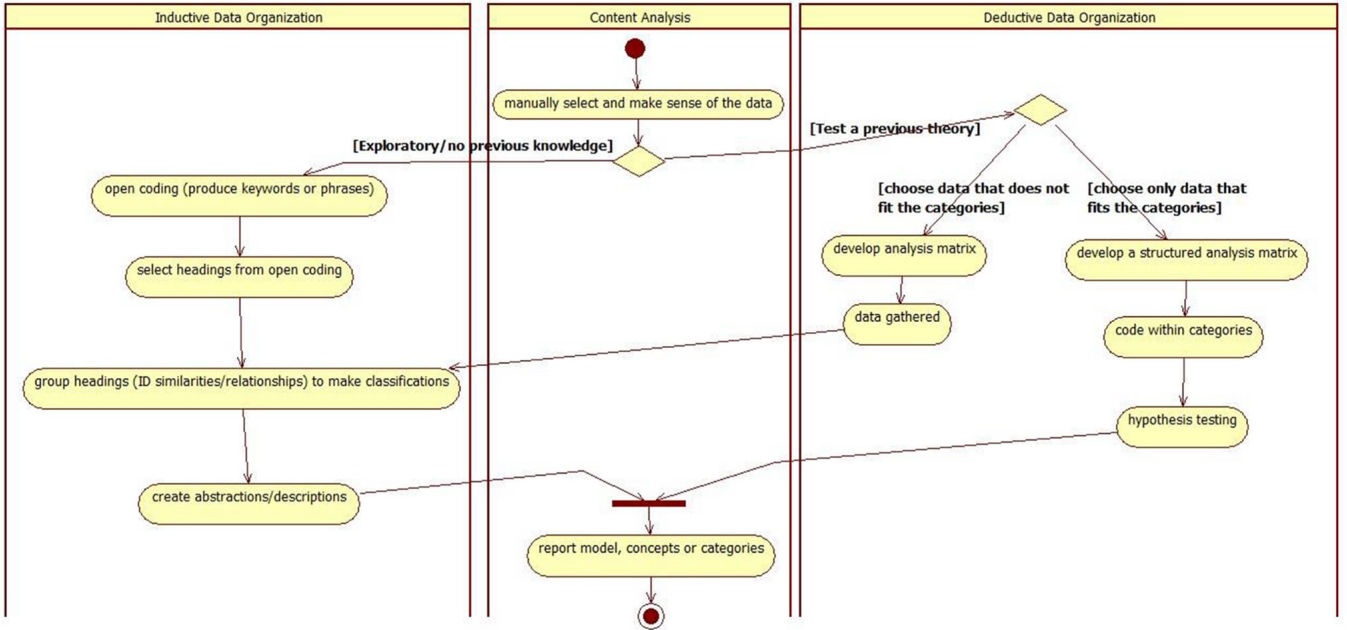 Inductive Data Organization
Content Analysis
Deductive Data Organization
manually select and make sense of the data
[Exploratory/no previous knowledge]
[Test a previous theory]
open coding (produce keywords or phrases)
[choose data that does not
fit the categories]
[choose only data that
fits the categories]
select headings from open coding
develop analysis matrix
develop a structured analysis matrix
data gathered
code within categories
group headings (ID similarities/relationships) to make classifications
hypothesis testing
create abstractions/descriptions
report model, concepts or categories